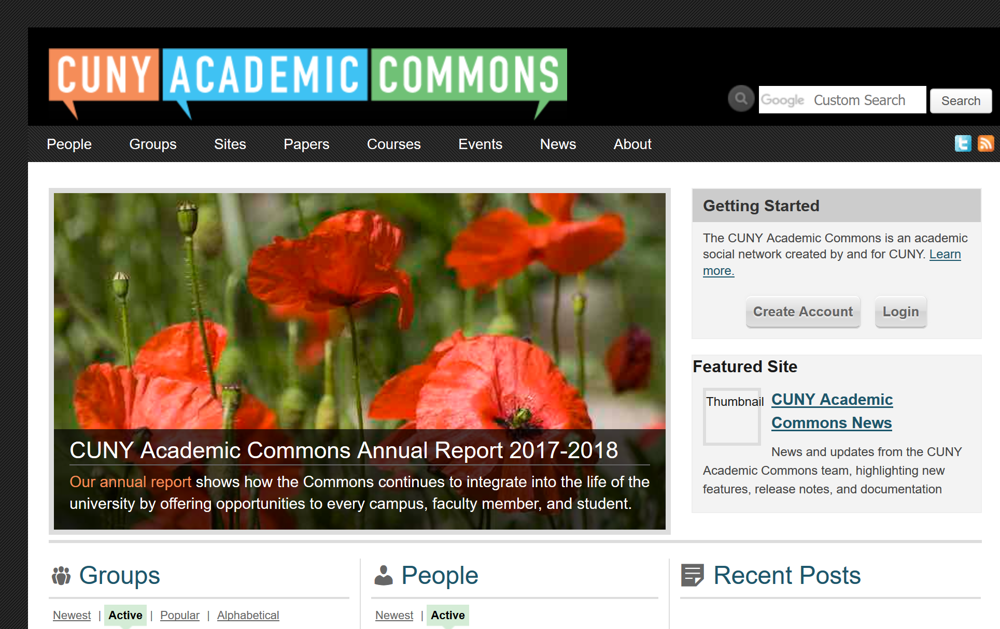 CUNY ACADEMIC COMMONS
Google Custom Search
Search
People Groups Sites Papers Courses Events News About
CUNY Academic Commons Annual Report 2017-2018
Our annual report shows how the Commons continues to integrate into the life of the
university by offering opportunities to every campus, faculty member, and student.
Getting Started
The CUNY Academic Commons is an academic
social network created by and for CUNY. Learn
more.
Create Account Login
Featured Site
Thumbnail
CUNY Academic
Commons News
News and updates from the CUNY
Academic Commons team, highlighting new
features, release notes, and documentation
Groups
Newest | Active | Popular | Alphabetical
People
Newest | Active
Recent Posts